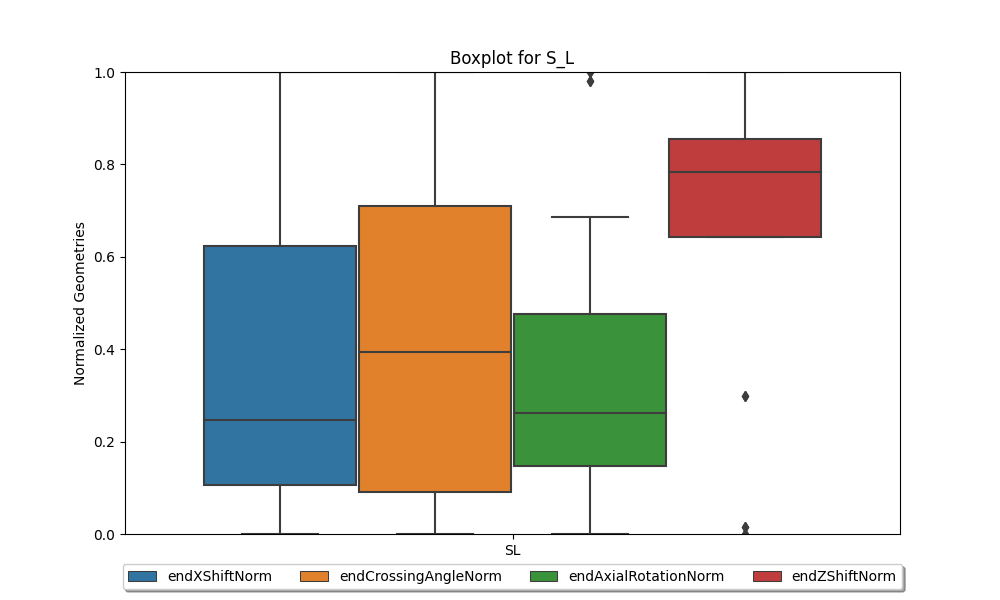 Boxplot for S_L
1.0
0.8
0.6
0.4
0.2
0.0
Normalized Geometries
SL
endXShiftNorm endCrossingAngleNorm endAxialRotationNorm endZShiftNorm